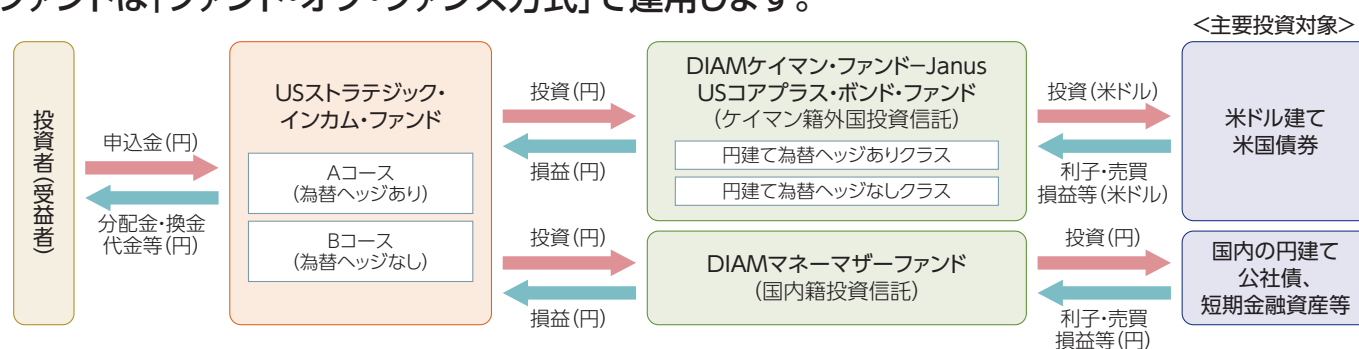 ファンドは「ファンド・オブ・ファンズ方式」で運用します。
＜主要投資対象＞
投資者（受益者）
申込金（円）
分配金・換金
代金等（円）
USストラテジック・
インカム・ファンド
Aコース
（為替ヘッジあり）
Bコース
（為替ヘッジなし）
投資（円）
損益（円）
投資（円）
損益（円）
DIAMケイマン・ファンド－Janus
USコアプラス・ボンド・ファンド
（ケイマン籍外国投資信託）
円建て為替ヘッジありクラス
円建て為替ヘッジなしクラス
DIAMマネーマザーファンド
（国内籍投資信託）
投資（米ドル）
利子・売買
損益等（米ドル）
投資（円）
利子・売買
損益等（円）
米ドル建て
米国債券
国内の円建て
公社債、
短期金融資産等